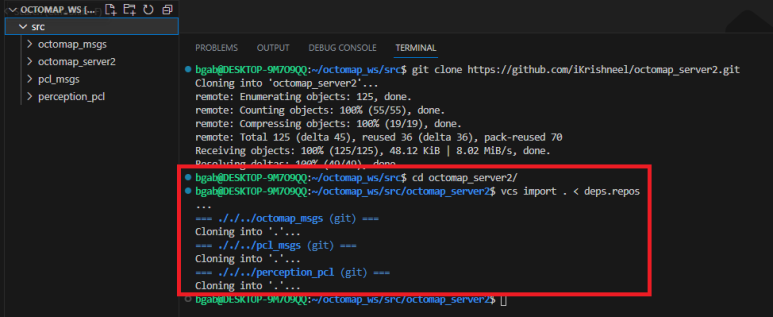 OCTOMAP_WS [...
src
octomap_msgs
octomap_server2
pcl_msgs
perception_pcl
PROBLEMS OUTPUT DEBUG CONSOLE TERMINAL
bgab@DESKTOP-9M7O9QQ:~/octomap_ws/src$ git clone https://github.com/iKrishneel/octomap_server2.git
Cloning into 'octomap_server2'...
remote: Enumerating objects: 125, done.
remote: Counting objects: 100% (55/55), done.
remote: Compressing objects: 100% (19/19), done.
remote: Total 125 (delta 45), reused 36 (delta 36), pack-reused 70
Receiving objects: 100% (125/125), 48.12 KiB | 8.02 MiB/s, done.
Resolving deltas: 100% (49/49), done.
bgab@DESKTOP-9M7O9QQ:~/octomap_ws/src$ cd octomap_server2/
bgab@DESKTOP-9M7O9QQ:~/octomap_ws/src/octomap_server2$ vcs import . < deps.repos
...
=== ././../octomap_msgs (git) ===
Cloning into '.'...
=== ././../pcl_msgs (git) ===
Cloning into '.'...
=== ././../perception_pcl (git) ===
Cloning into '.'...
bgab@DESKTOP-9M7O9QQ:~/octomap_ws/src/octomap_server2$